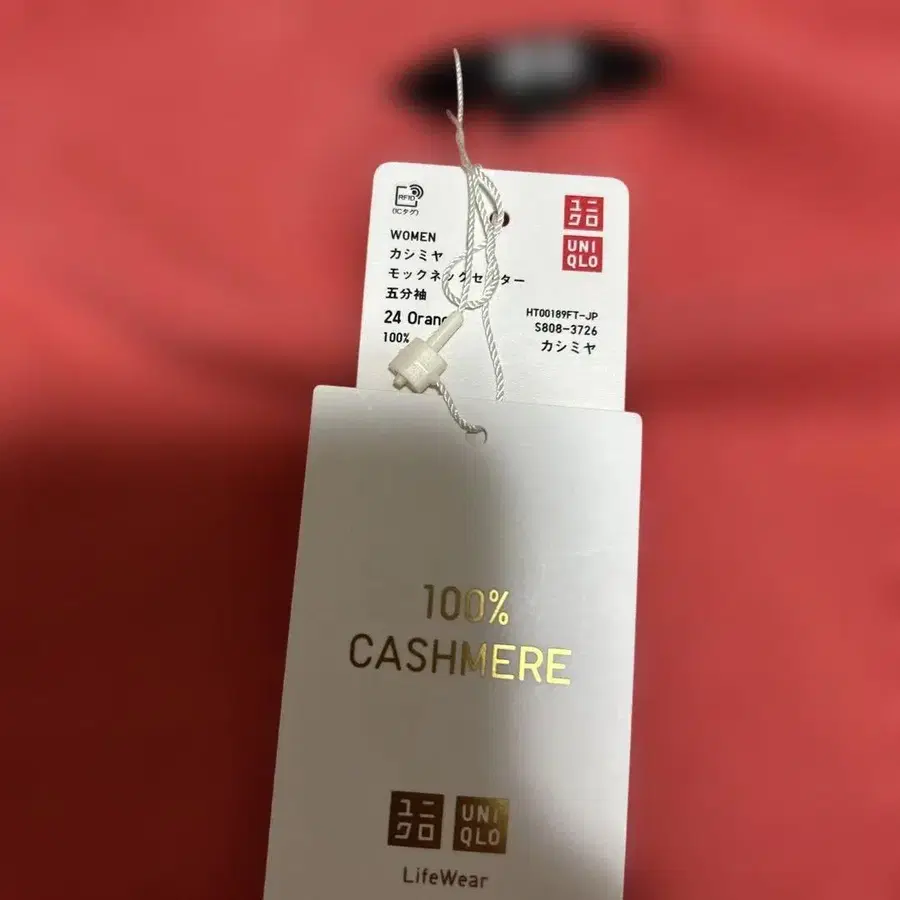 RFID
(ICタグ)
ユニ
クロ
UNI
QLO
WOMEN
カシミヤ
モックネックセーター
五分袖
24 Orange
100%
HT00189FT-JP
S808-3726
カシミヤ
100%
CASHMERE
ユニ
クロ
UNI
QLO
LifeWear